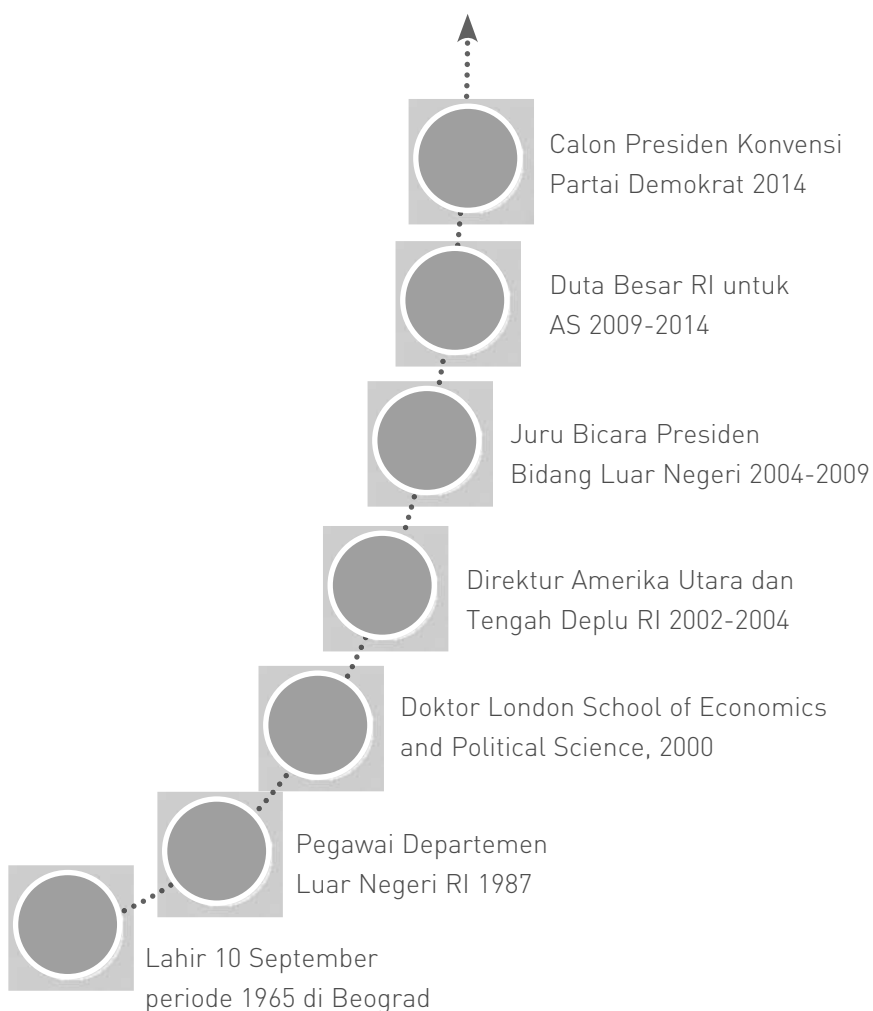 Calon Presiden Konvensi
Partai Demokrat 2014
Duta Besar RI untuk
AS 2009-2014
Juru Bicara Presiden
Bidang Luar Negeri 2004-2009
Direktur Amerika Utara dan
Tengah Deplu RI 2002-2004
Doktor London School of Economics
and Political Science, 2000
Pegawai Departemen
Luar Negeri RI 1987
Lahir 10 September
periode 1965 di Beograd